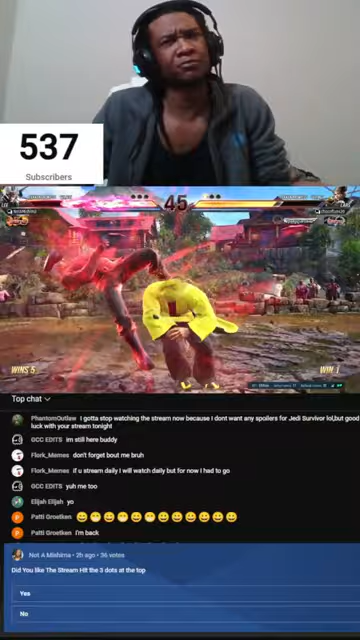 537
Subscribers
45
WINS 5
WIN 1
Top chat
PhantomOutlaw I gotta stop watching the stream now because I dont want any spoilers for Jedi Survivor lol,but good
luck with your stream tonight
GCC EDITS im still here buddy
Flork_Memes don't forget bout me bruh
Flork_Memes if u stream daily I will watch daily but for now I had to go
GCC EDITS yuh me too
Elijah Elijah yo
Patti Groetken 😀😁😀😀😀😀😀😀😀😀😀😀
Patti Groetken i'm back
Not A Mishima • 2h ago • 36 votes
Did You like The Stream Hit the 3 dots at the top
Yes
No